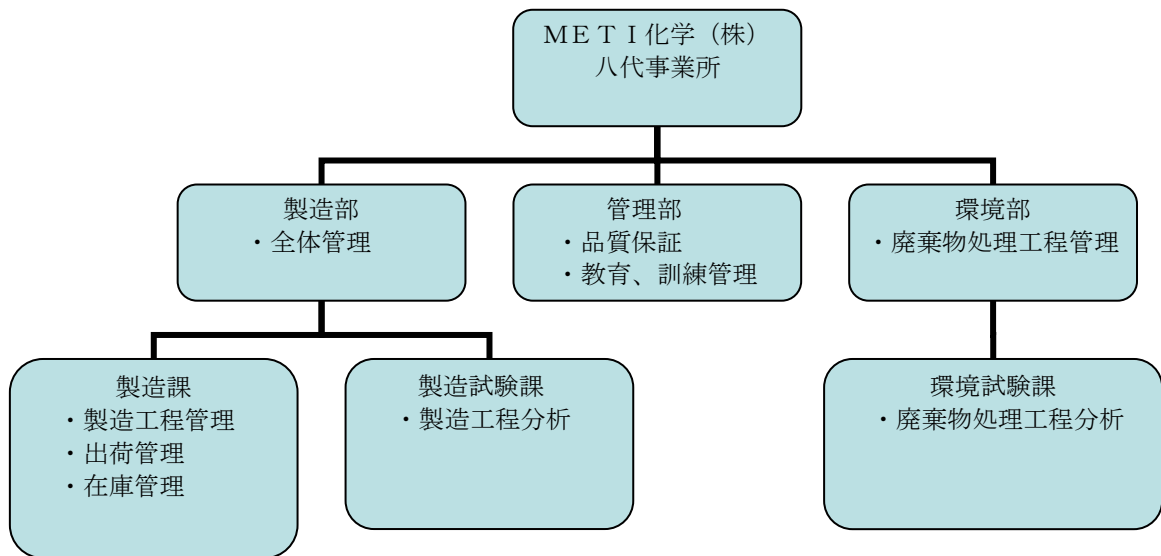 METI化学（株）
八代事業所
製造部
・全体管理
管理部
・品質保証
・教育、訓練管理
環境部
・廃棄物処理工程管理
製造課
・製造工程管理
・出荷管理
・在庫管理
製造試験課
・製造工程分析
環境試験課
・廃棄物処理工程分析